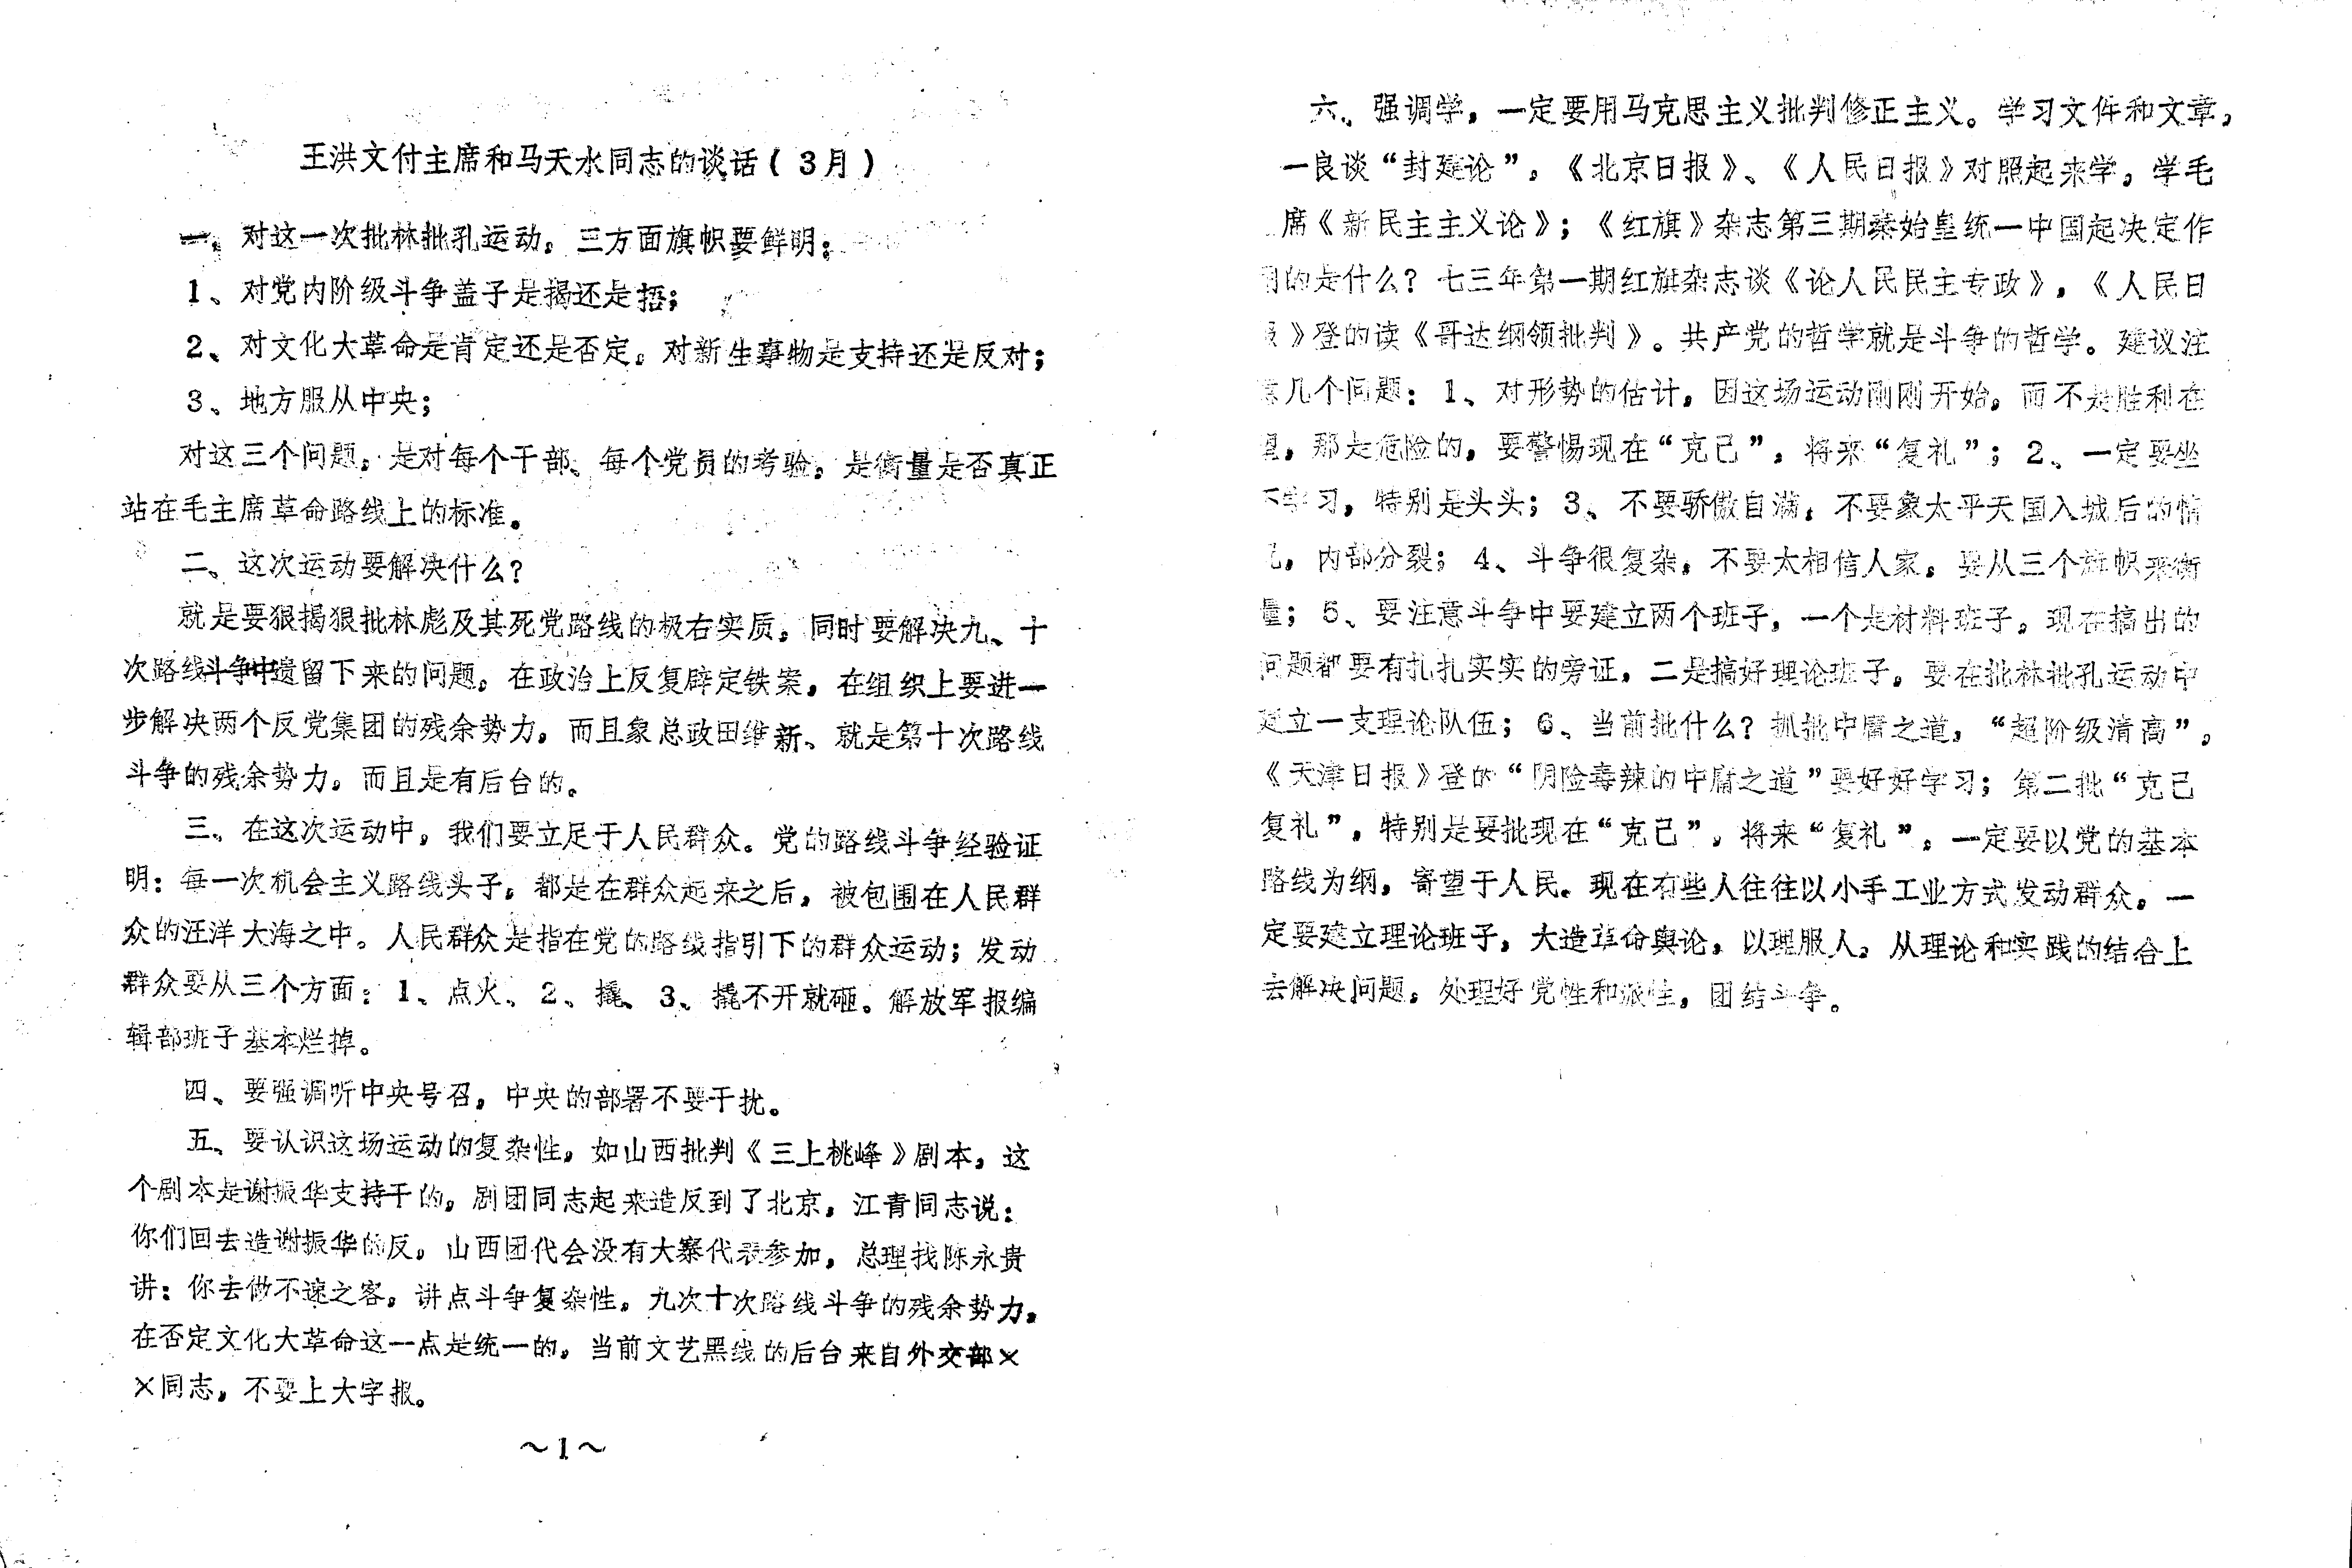 王洪文付主席和马天水同志的谈话(3月)
一、对这一次批林批孔运动，三方面旗帜要鲜明：
1、对党内阶级斗争盖子是揭还是捂；
2、对文化大革命是肯定还是否定。对新生事物是支持还是反对；
3、地方服从中央；
对这三个问题，是对每个干部、每个党员的考验。是衡量是否真正
站在毛主席革命路线上的标准。
二、这次运动要解决什么?
就是要狠揭狠批林彪及其死党路线的极右实质。同时要解决九、十
次路线斗争中遗留下来的问题。在政治上反复辟定铁案，在组织上要进一
步解决两个反党集团的残余势力。而且象总政田维新、就是第十次路线
斗争的残余势力。而且是有后台的。
三、在这次运动中，我们要立足于人民群众。党的路线斗争经验证
明：每一次机会主义路线头子，都是在群众起来之后，被包围在人民群
众的汪洋大海之中。人民群众是指在党的路线指引下的群众运动；发动
群众要从三个方面：1、点火、2、撬、3、撬不开就砸。解放军报编
辑部班子基本烂掉。
四、要强调听中央号召，中央的部署不要干扰。
五、要认识这场运动的复杂性。如山西批判《三上桃峰》剧本，这
个剧本是谢振华支持干的。剧团同志起来造反到了北京，江青同志说：
你们回去造谢振华的反。山西团代会没有大寨代表参加，总理找陈永贵
讲：你去做不速之客。讲点斗争复杂性。九次十次路线斗争的残余势力，
在否定文化大革命这一点是统一的。当前文艺黑线的后台来自外交部×
×同志，不要上大字报。
～1～
六、强调学，一定要用马克思主义批判修正主义。学习文件和文章，
一良谈“封建论”。《北京日报》、《人民日报》对照起来学。学毛
席《新民主主义论》；《红旗》杂志第三期秦始皇统一中国起决定作
的是什么? 七三年第一期红旗杂志谈《论人民民主专政》，《人民日
》登的读《哥达纲领批判》。共产党的哲学就是斗争的哲学。建议注
几个问题：1、对形势的估计，因这场运动刚刚开始，而不是胜利在
望，那是危险的，要警惕现在“克己”，将来“复礼”；2、一定要坐
学习，特别是头头；3、不要骄傲自满，不要象太平天国入城后的情
，内部分裂；4、斗争很复杂，不要太相信人家。要从三个旗帜来衡
量；5、要注意斗争中要建立两个班子，一个是材料班子。现在搞出的
问题都要有扎扎实实的旁证，二是搞好理论班子。要在批林批孔运动中
建立一支理论队伍；6、当前批什么? 抓批中庸之道，“超阶级清高”。
《天津日报》登的“阴险毒辣的中庸之道”要好好学习；第二批“克己
复礼”，特别是要批现在“克己”，将来“复礼”。一定要以党的基本
路线为纲，寄望于人民。现在有些人往往以小手工业方式发动群众。一
定要建立理论班子，大造革命舆论，以理服人。从理论和实践的结合上
去解决问题。处理好党性和派性，团结斗争。